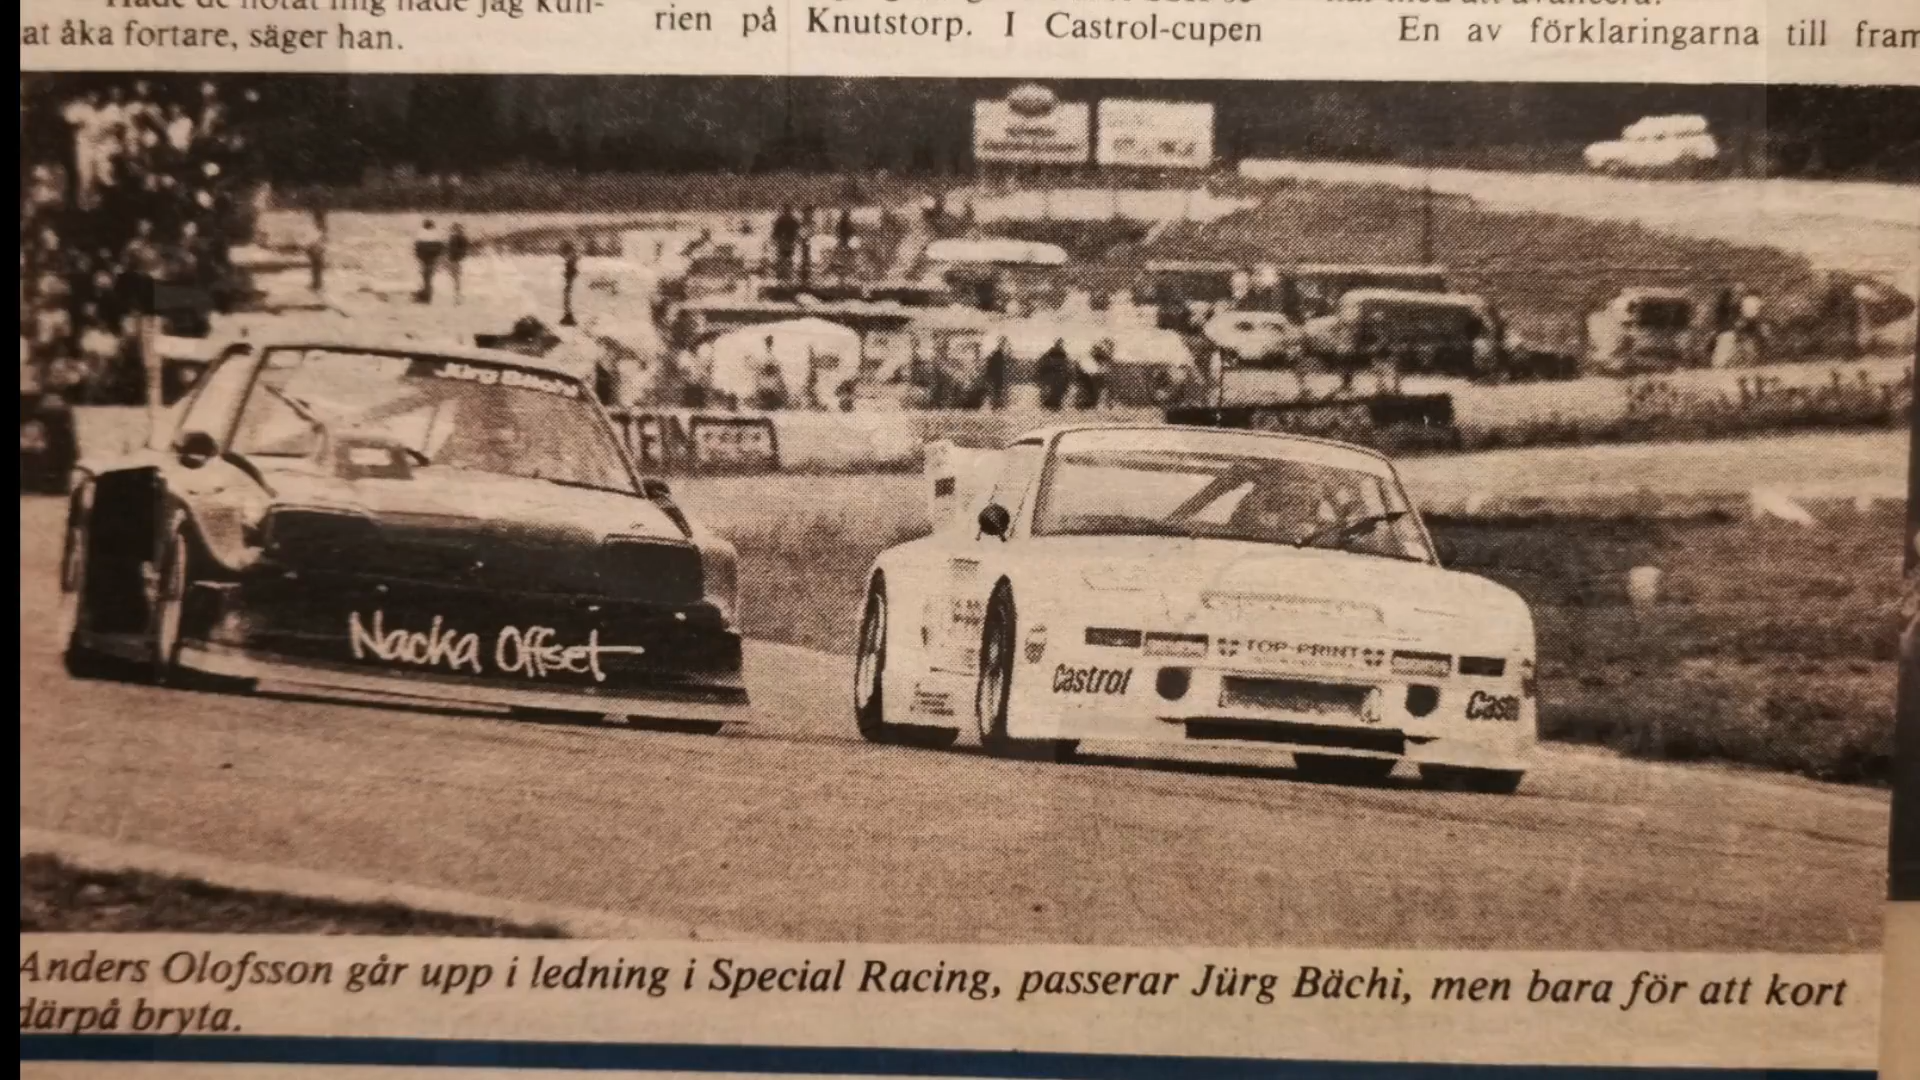 at åka fortare, säger han.
rien på Knutstorp. I Castrol-cupen
En av förklaringarna till fram
Jürg Bächi
TEIN
Nacka Offset
TOP-PRINT
Castrol
Cast
Anders Olofsson går upp i ledning i Special Racing, passerar Jürg Bächi, men bara för att kort
därpå bryta.